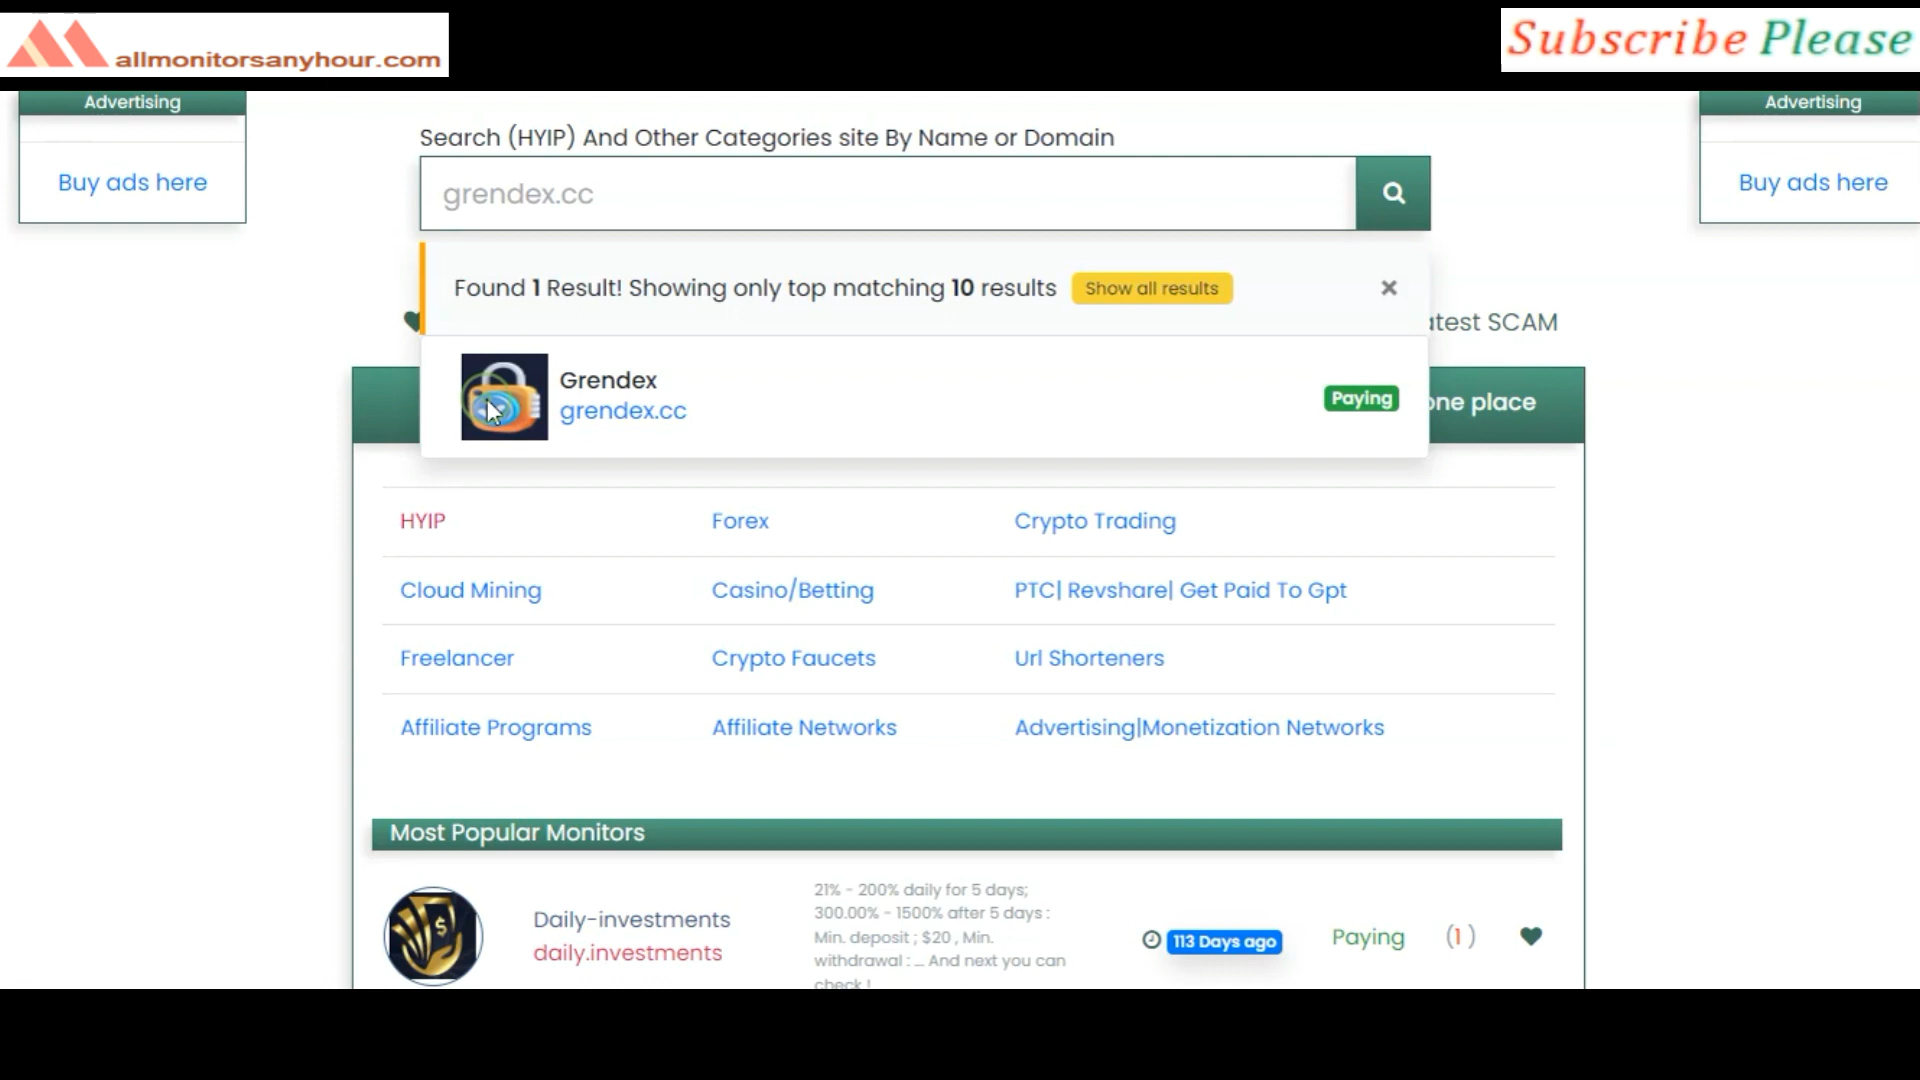 allmonitorsanyhour.com
Subscribe Please
Advertising
Buy ads here
Advertising
Buy ads here
Search (HYIP) And Other Categories site By Name or Domain
grendex.cc
Found 1 Result! Showing only top matching 10 results Show all results ×
atest SCAM
Grendex
grendex.cc
Paying
one place
HYIP Forex Crypto Trading
Cloud Mining Casino/Betting PTC| Revshare| Get Paid To Gpt
Freelancer Crypto Faucets Url Shorteners
Affiliate Programs Affiliate Networks Advertising|Monetization Networks
Most Popular Monitors
Daily-investments
daily.investments
21% - 200% daily for 5 days;
300.00% - 1500% after 5 days :
Min. deposit ; $20 , Min.
withdrawal : ... And next you can
check !
113 Days ago
Paying (1)